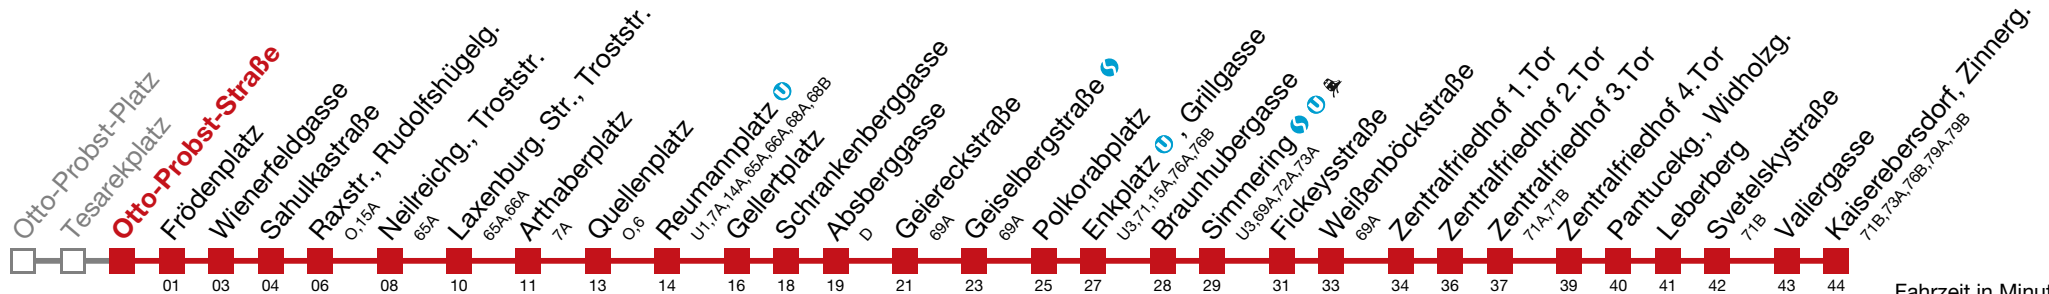 Otto-Probst-Platz
Tesarekplatz
Otto-Probst-Straße
Frödenplatz
Wienerfeldgasse
Sahulkastraße
Raxstr., Rudolfshügelg.
O,15A
Neilreichg., Troststr.
65A
Laxenburg. Str., Troststr.
65A,66A
Arthaberplatz
7A
Quellenplatz
O,6
Reumannplatz U
U1,7A,14A,65A,66A,68A,68B
Gellertplatz
Schrankenberggasse
Absberggasse
D
Geiereckstraße
69A
Geiselbergstraße S
69A
Polkorabplatz
Enkplatz U , Grillgasse
U3,71,15A,76A,76B
Braunhubergasse
Simmering S U
U3,69A,72A,73A
Fickeysstraße
Weißenböckstraße
69A
Zentralfriedhof 1.Tor
Zentralfriedhof 2.Tor
Zentralfriedhof 3.Tor
71A,71B
Zentralfriedhof 4.Tor
Pantucekg., Widholzg.
Leberberg
Svetelskystraße
71B
Valiergasse
Kaiserebersdorf, Zinnerg.
71B,73A,76B,79A,79B
01 03 04 06 08 10 11 13 14 16 18 19 21 23 25 27 28 29 31 33 34 36 37 39 40 41 42 43 44
Fahrzeit in Minut